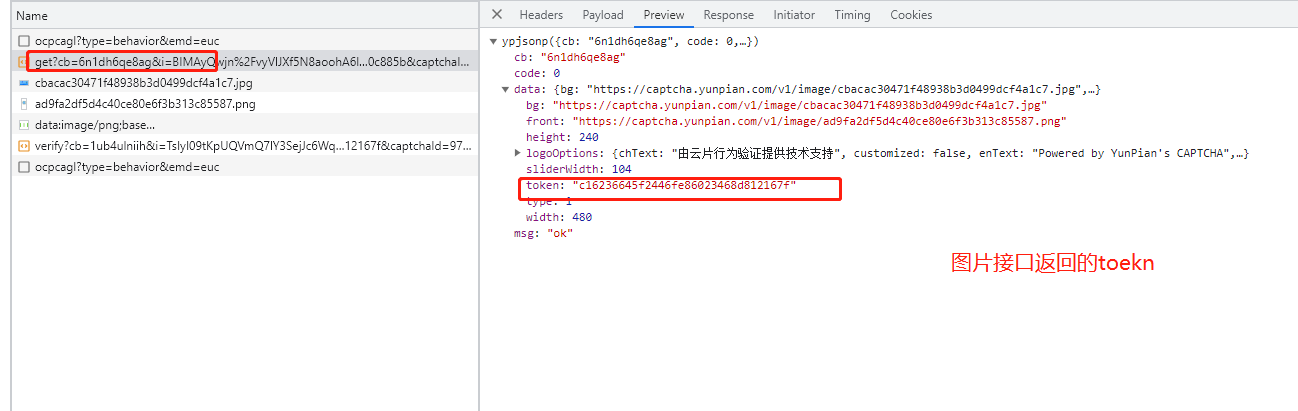 Name
Headers Payload Preview Response Initiator Timing Cookies
ocpcagl?type=behavior&emd=euc
get?cb=6n1dh6qe8ag&i=BIMAyQwjn%2FvyVlJXf5N8aoohA6l...0c885b&captchaI...
cbacac30471f48938b3d0499dcf4a1c7.jpg
ad9fa2df5d4c40ce80e6f3b313c85587.png
data:image/png;base...
verify?cb=1ub4ulniih&i=TsIyl09tKpUQVmQ7lY3SejJc6Wq...12167f&captchaId=97...
ocpcagl?type=behavior&emd=euc
ypjsonp({cb: "6n1dh6qe8ag", code: 0,…})
cb: "6n1dh6qe8ag"
code: 0
data: {bg: "https://captcha.yunpian.com/v1/image/cbacac30471f48938b3d0499dcf4a1c7.jpg",…}
bg: "https://captcha.yunpian.com/v1/image/cbacac30471f48938b3d0499dcf4a1c7.jpg"
front: "https://captcha.yunpian.com/v1/image/ad9fa2df5d4c40ce80e6f3b313c85587.png"
height: 240
logoOptions: {chText: "由云片行为验证提供技术支持", customized: false, enText: "Powered by YunPian's CAPTCHA",…}
sliderWidth: 104
token: "c16236645f2446fe86023468d812167f"
type: 1
width: 480
msg: "ok"
图片接口返回的toekn